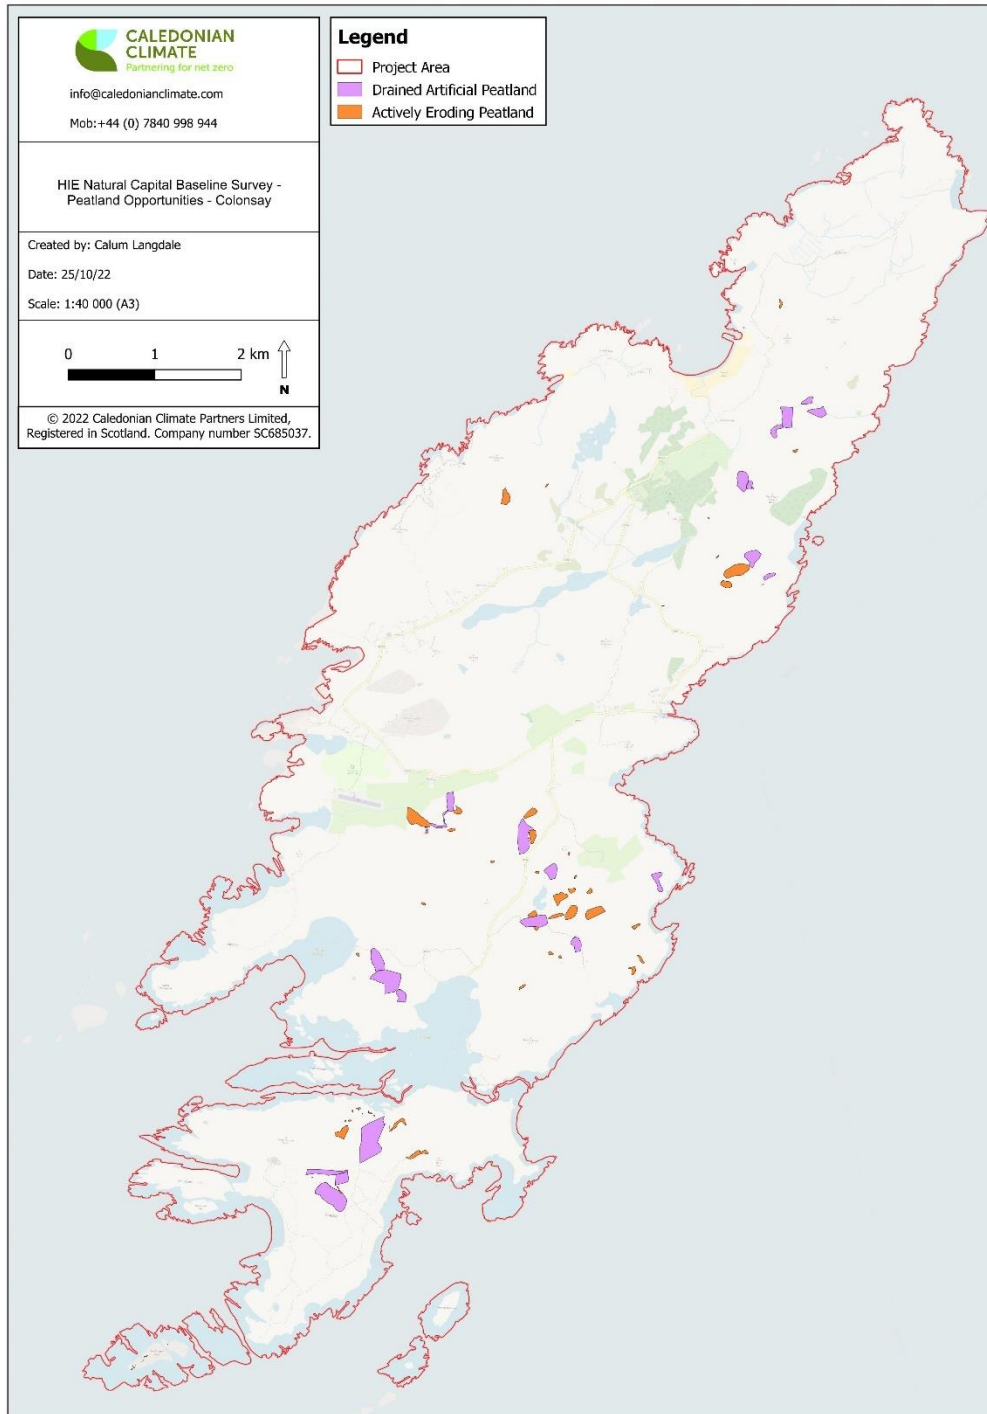 CALEDONIAN
CLIMATE
Partnering for net zero
info@caledonianclimate.com
Mob:+44 (0) 7840 998 944
HIE Natural Capital Baseline Survey -
Peatland Opportunities - Colonsay
Created by: Calum Langdale
Date: 25/10/22
Scale: 1:40 000 (A3)
0 1 2 km
N
© 2022 Caledonian Climate Partners Limited,
Registered in Scotland. Company number SC685037.
Legend
Project Area
Drained Artificial Peatland
Actively Eroding Peatland